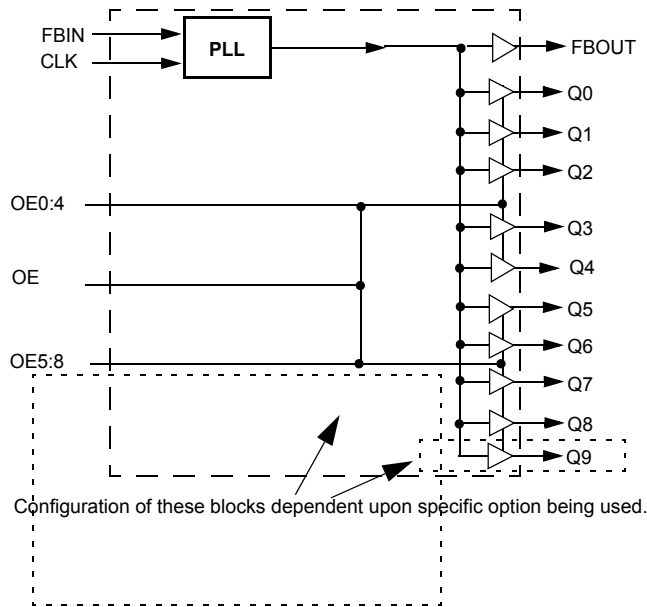 FBIN
CLK
PLL
FBOUT
Q0
Q1
Q2
OE0:4
Q3
OE
Q4
Q5
Q6
OE5:8
Q7
Q8
Q9
Configuration of these blocks dependent upon specific option being used.